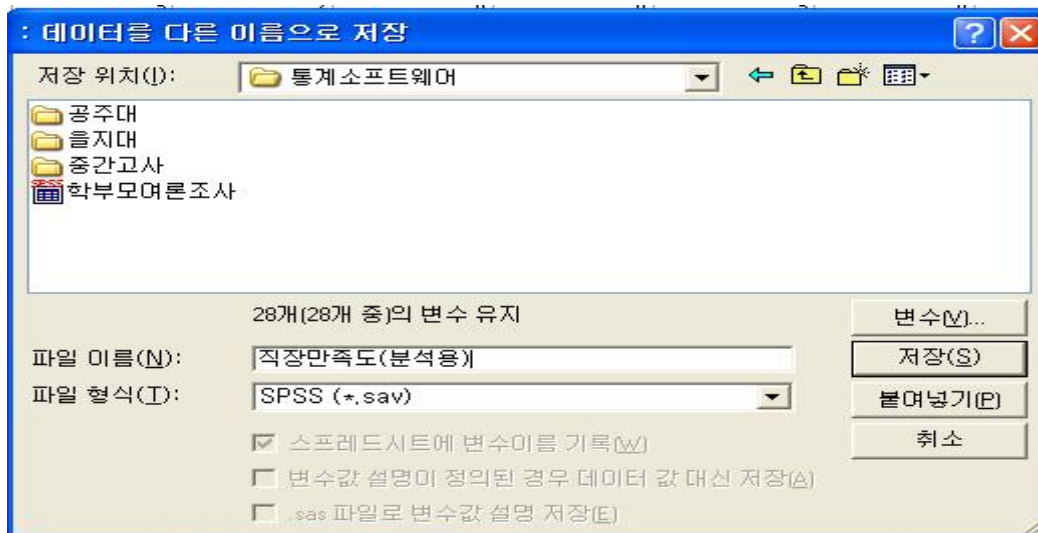 : 데이터를 다른 이름으로 저장
저장 위치(I):
통계소프트웨어
공주대
을지대
중간고사
학부모여론조사
28개(28개 중)의 변수 유지
변수(V)...
파일 이름(N):
직장만족도(분석용)
저장(S)
파일 형식(T):
SPSS (*.sav)
붙여넣기(P)
스프레드시트에 변수이름 기록(W)
취소
변수값 설명이 정의된 경우 데이터 값 대신 저장(A)
.sas 파일로 변수값 설명 저장(E)